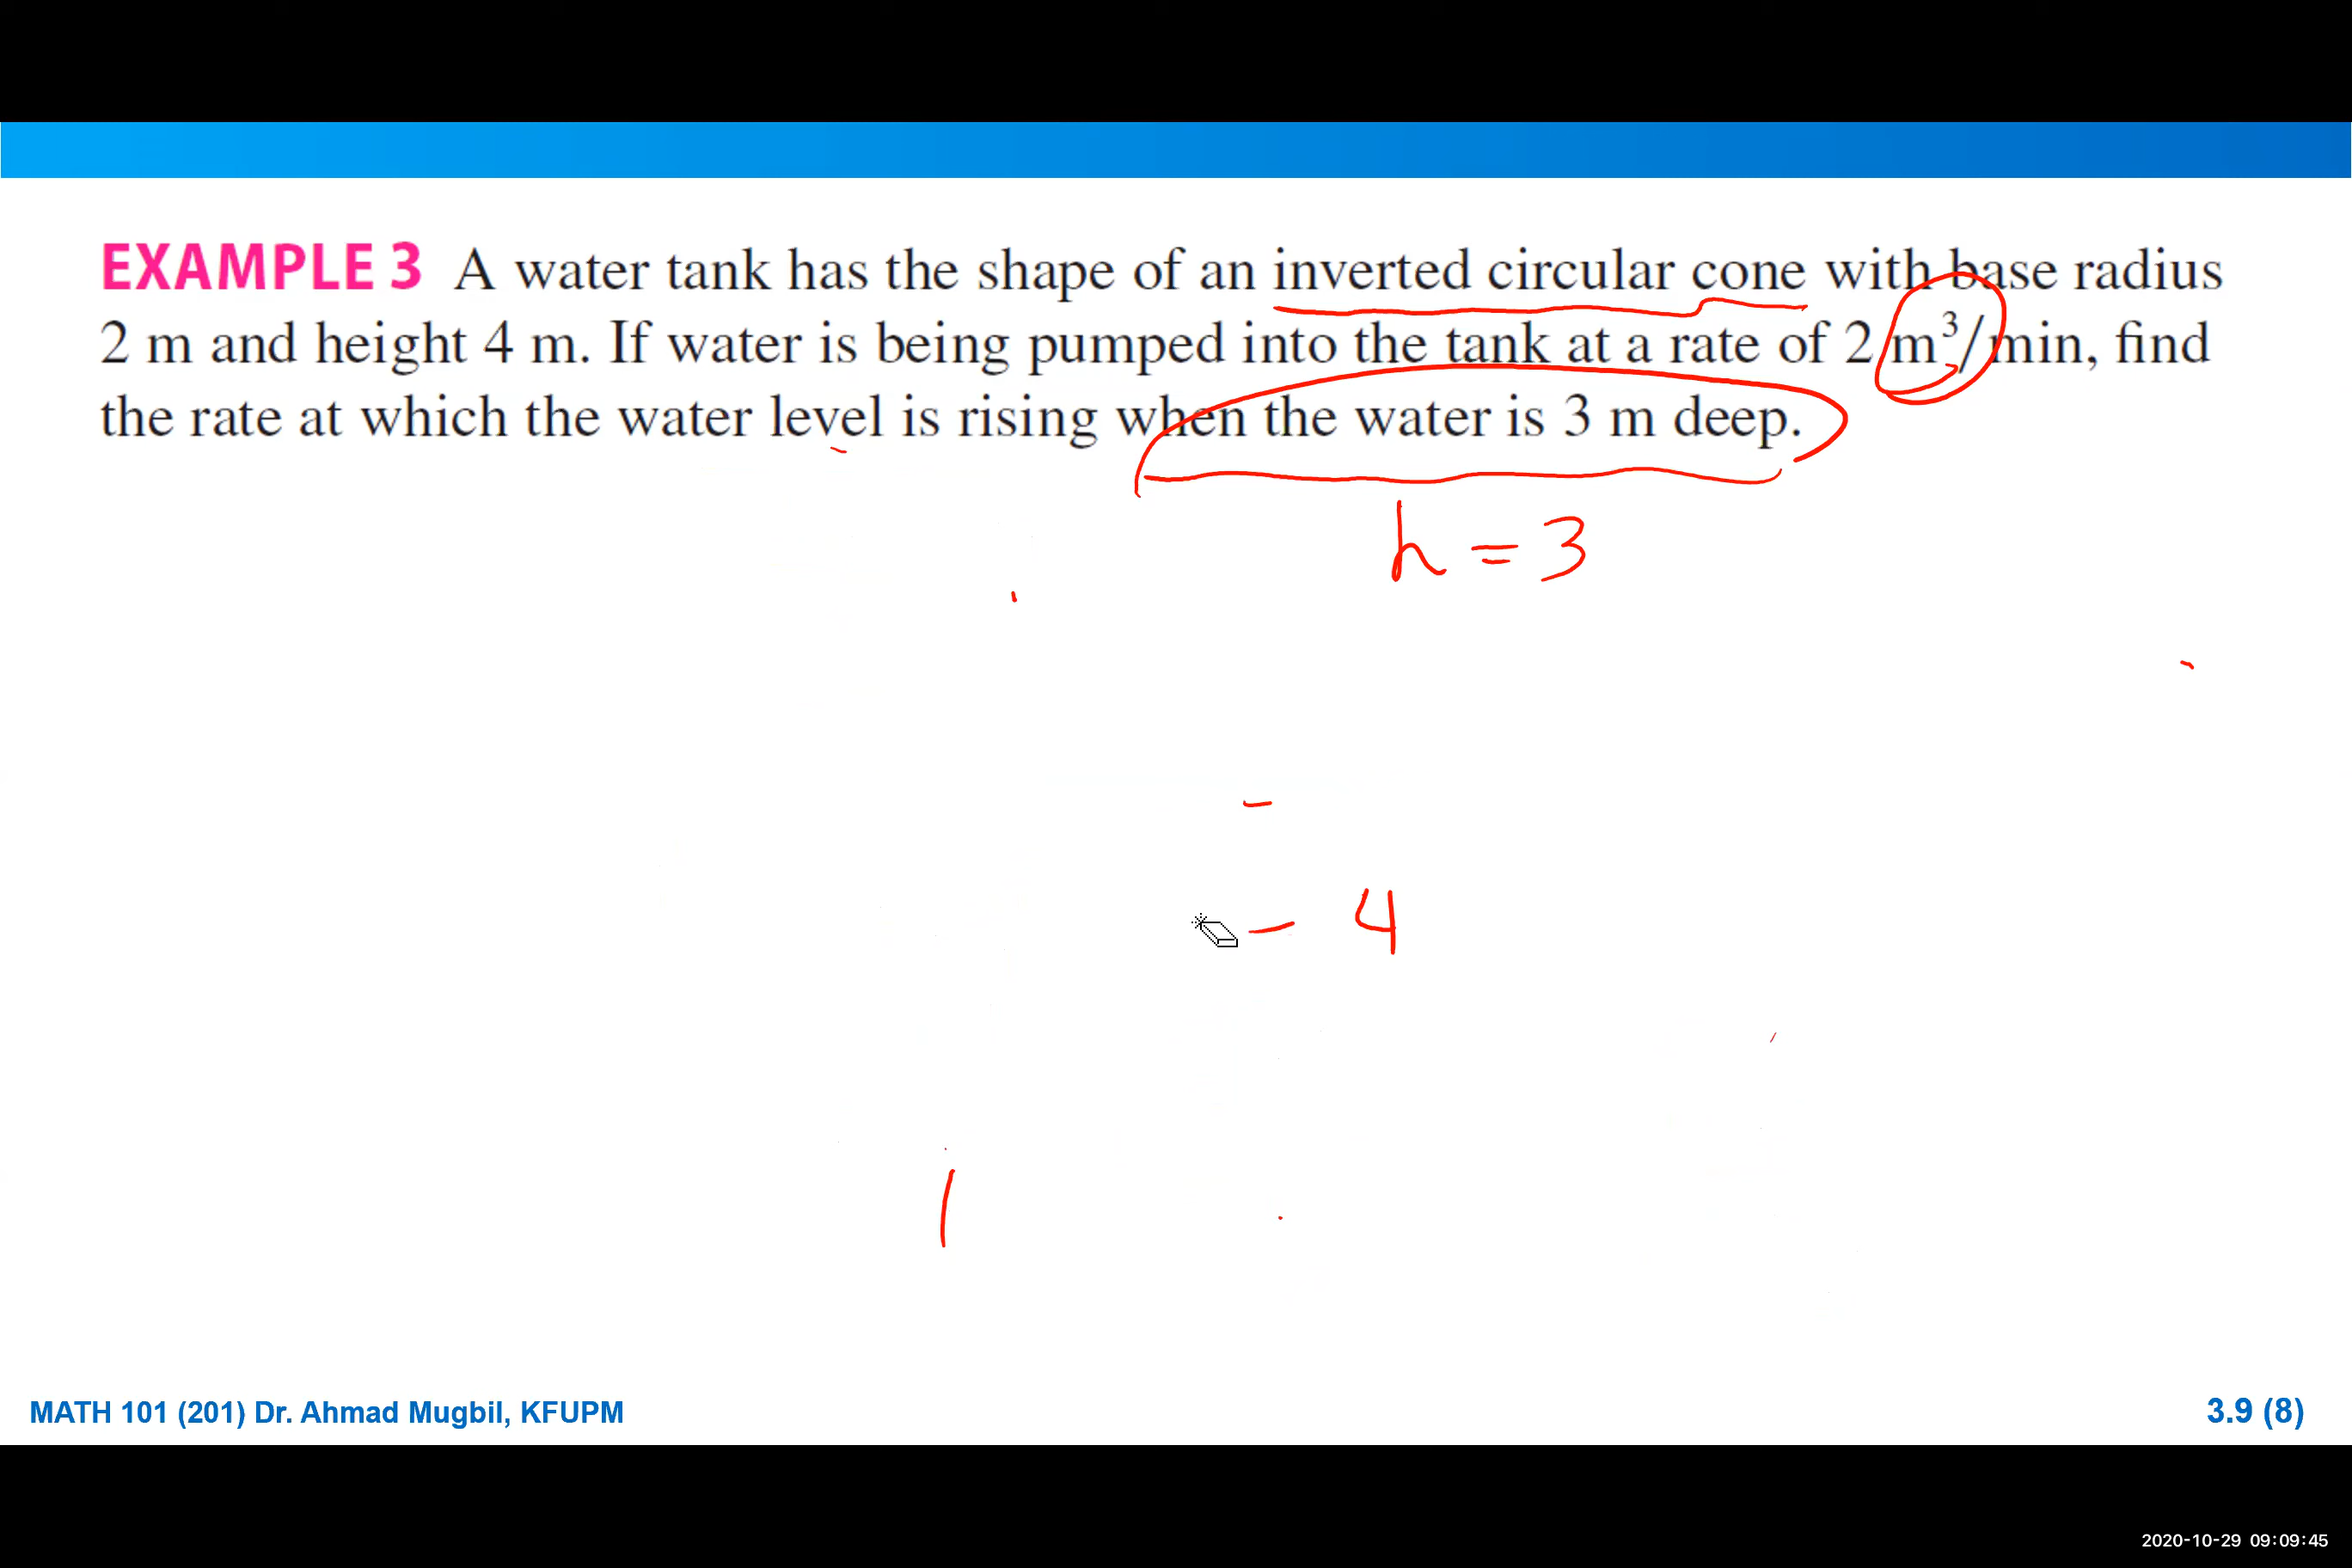 EXAMPLE 3 A water tank has the shape of an inverted circular cone with base radius
2 m and height 4 m. If water is being pumped into the tank at a rate of 2 m³/min, find
the rate at which the water level is rising when the water is 3 m deep.
h = 3
- 4
MATH 101 (201) Dr. Ahmad Mugbil, KFUPM
3.9 (8)
2020-10-29 09:09:45